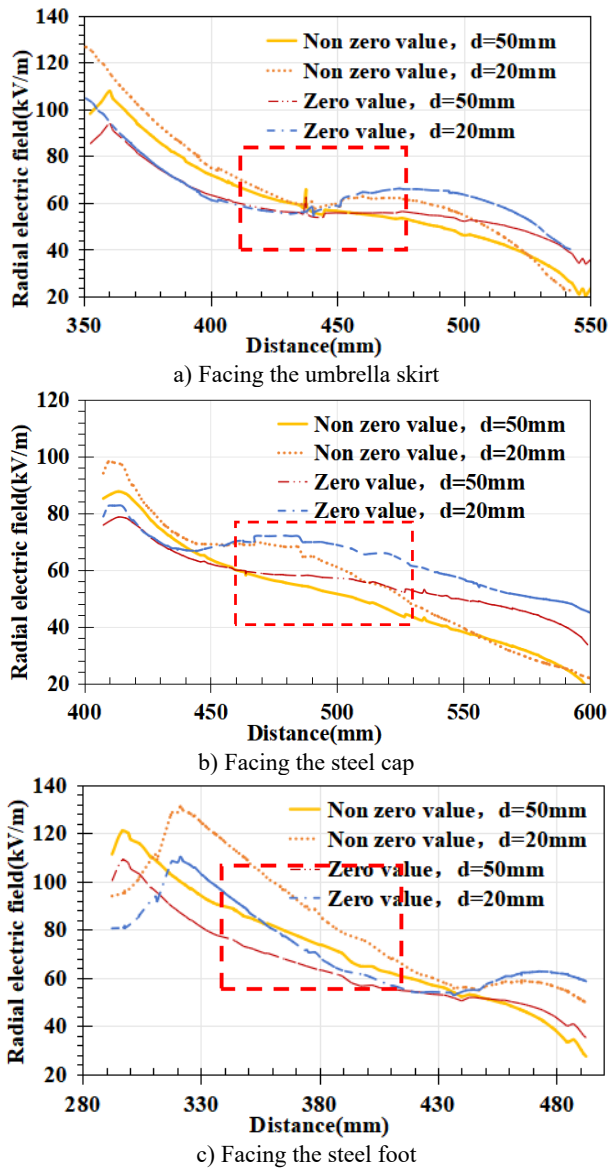 140
120
100
80
60
40
20
Radial electric field(kV/m)
Non zero value，d=50mm
Non zero value，d=20mm
Zero value，d=50mm
Zero value，d=20mm
350 400 450 500 550
Distance(mm)
a) Facing the umbrella skirt
120
100
80
60
40
20
Radial electric field(kV/m)
Non zero value，d=50mm
Non zero value，d=20mm
Zero value，d=50mm
Zero value，d=20mm
400 450 500 550 600
Distance(mm)
b) Facing the steel cap
140
120
100
80
60
40
20
Radial electric field(kV/m)
Non zero value，d=50mm
Non zero value，d=20mm
Zero value，d=50mm
Zero value，d=20mm
280 330 380 430 480
Distance(mm)
c) Facing the steel foot